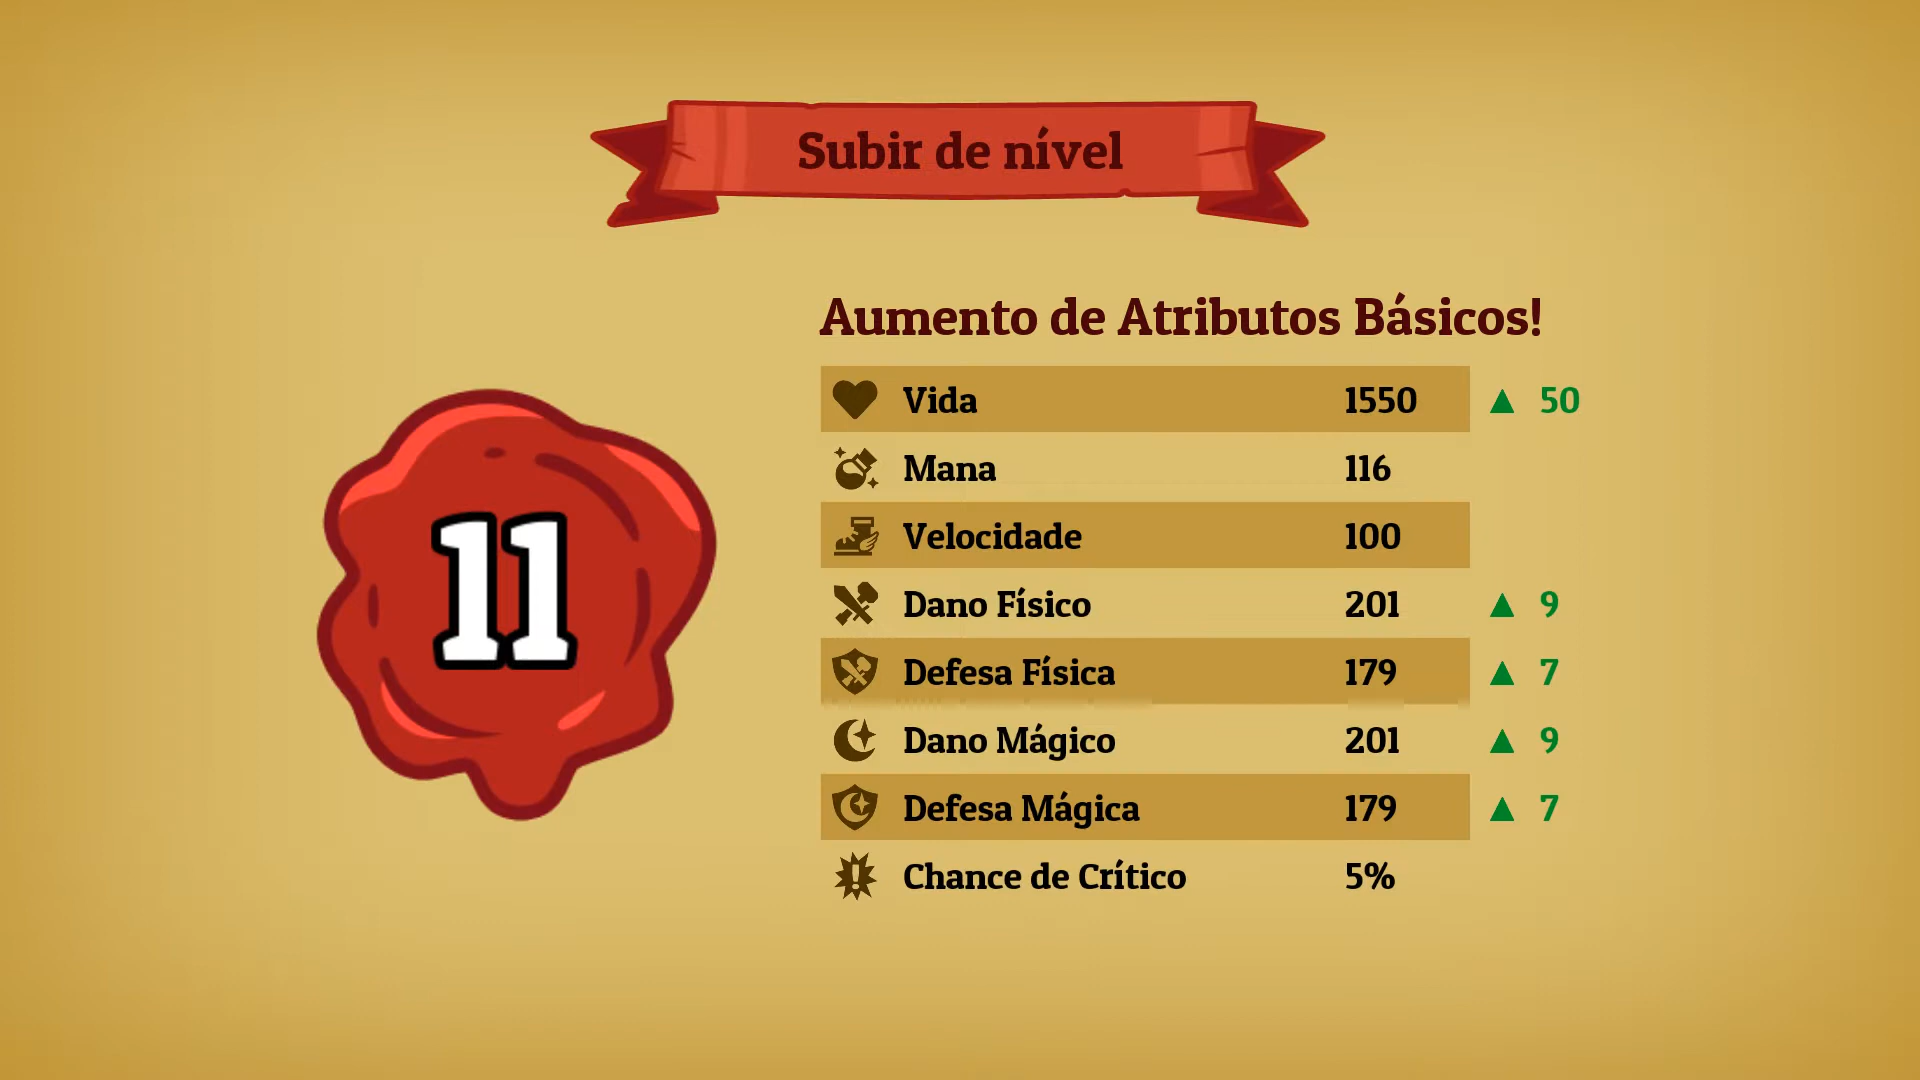 Subir de nível
Aumento de Atributos Básicos!
Vida 1550 ▲ 50
Mana 116
Velocidade 100
Dano Físico 201 ▲ 9
Defesa Física 179 ▲ 7
Dano Mágico 201 ▲ 9
Defesa Mágica 179 ▲ 7
Chance de Crítico 5%
11